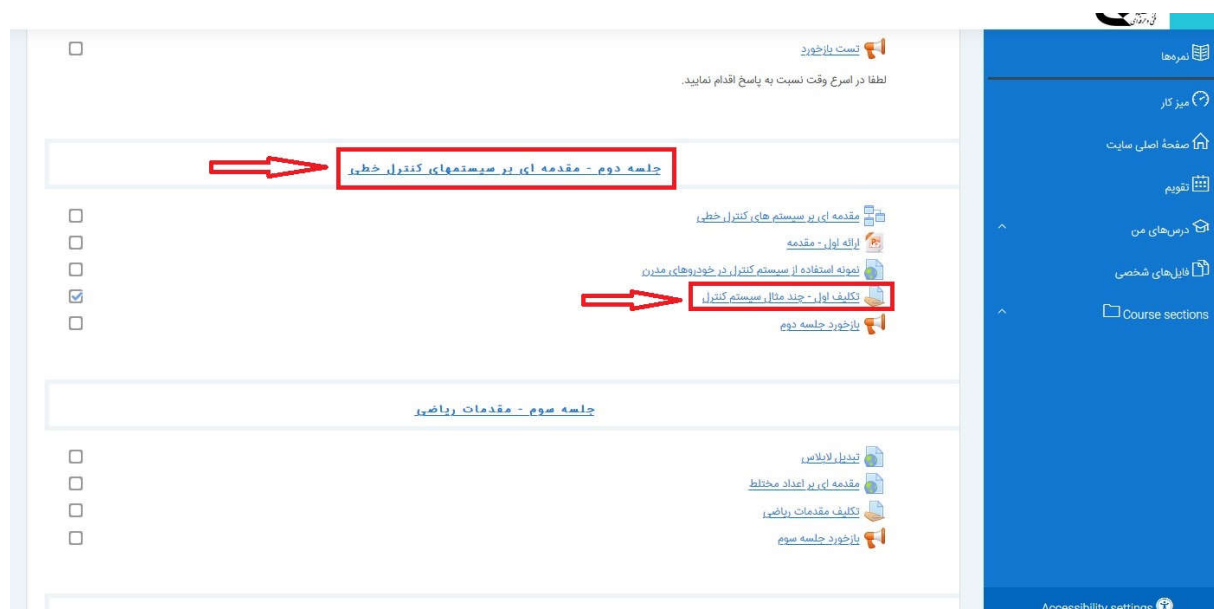 فنی و حرفه‌ای
نمره‌ها
میز کار
صفحهٔ اصلی سایت
تقویم
درس‌های من
فایل‌های شخصی
Course sections
Accessibility settings
تست بازخورد
لطفا در اسرع وقت نسبت به پاسخ اقدام نمایید.
جلسه دوم - مقدمه ای بر سیستمهای کنترل خطی
مقدمه ای بر سیستم های کنترل خطی
ارائه اول - مقدمه
نمونه استفاده از سیستم کنترل در خودروهای مدرن
تکلیف اول - چند مثال سیستم کنترل
بازخورد جلسه دوم
جلسه سوم - مقدمات ریاضی
تبدیل لاپلاس
مقدمه ای بر اعداد مختلط
تکلیف مقدمات ریاضی
بازخورد جلسه سوم